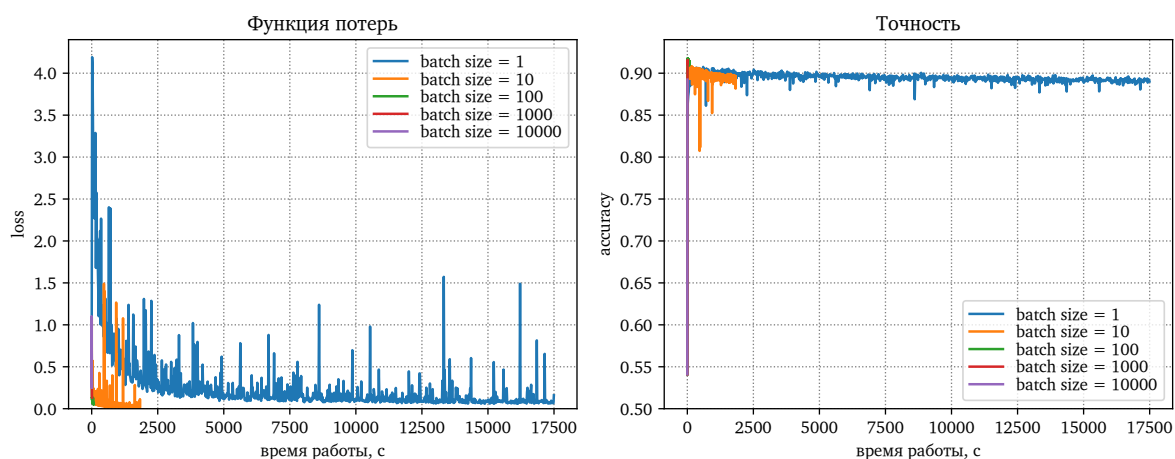 Функция потерь
loss
4.0
3.5
3.0
2.5
2.0
1.5
1.0
0.5
0.0
batch size = 1
batch size = 10
batch size = 100
batch size = 1000
batch size = 10000
0 2500 5000 7500 10000 12500 15000 17500
время работы, с
Точность
accuracy
0.90
0.85
0.80
0.75
0.70
0.65
0.60
0.55
0.50
batch size = 1
batch size = 10
batch size = 100
batch size = 1000
batch size = 10000
0 2500 5000 7500 10000 12500 15000 17500
время работы, с